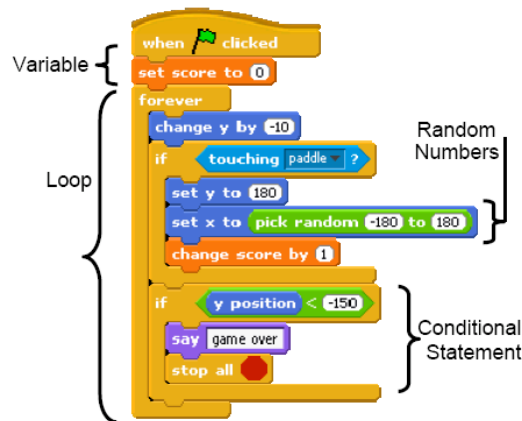 when clicked
Variable
set score to 0
forever
change y by -10
Random
Numbers
if touching paddle ?
Loop
set y to 180
set x to pick random -180 to 180
change score by 1
if y position < -150
say game over
Conditional
Statement
stop all